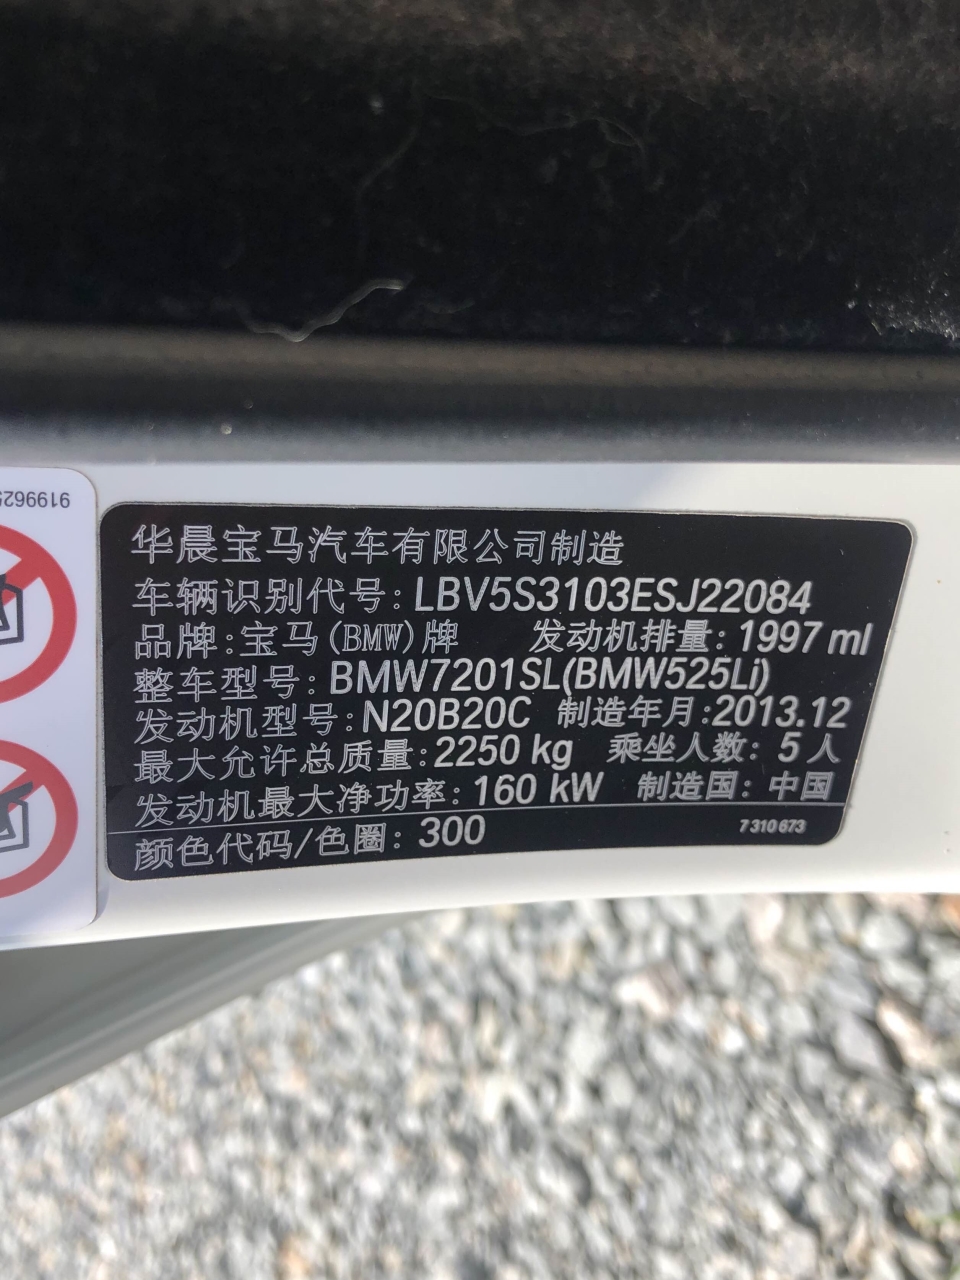 9199625
华晨宝马汽车有限公司制造
车辆识别代号: LBV5S3103ESJ22084
品牌:宝马(BMW)牌 发动机排量: 1997 ml
整车型号: BMW7201SL(BMW525Li)
发动机型号:N20B20C 制造年月:2013.12
最大允许总质量:2250 kg 乘坐人数: 5人
发动机最大净功率: 160 kW 制造国: 中国
颜色代码/色圈: 300 7310673